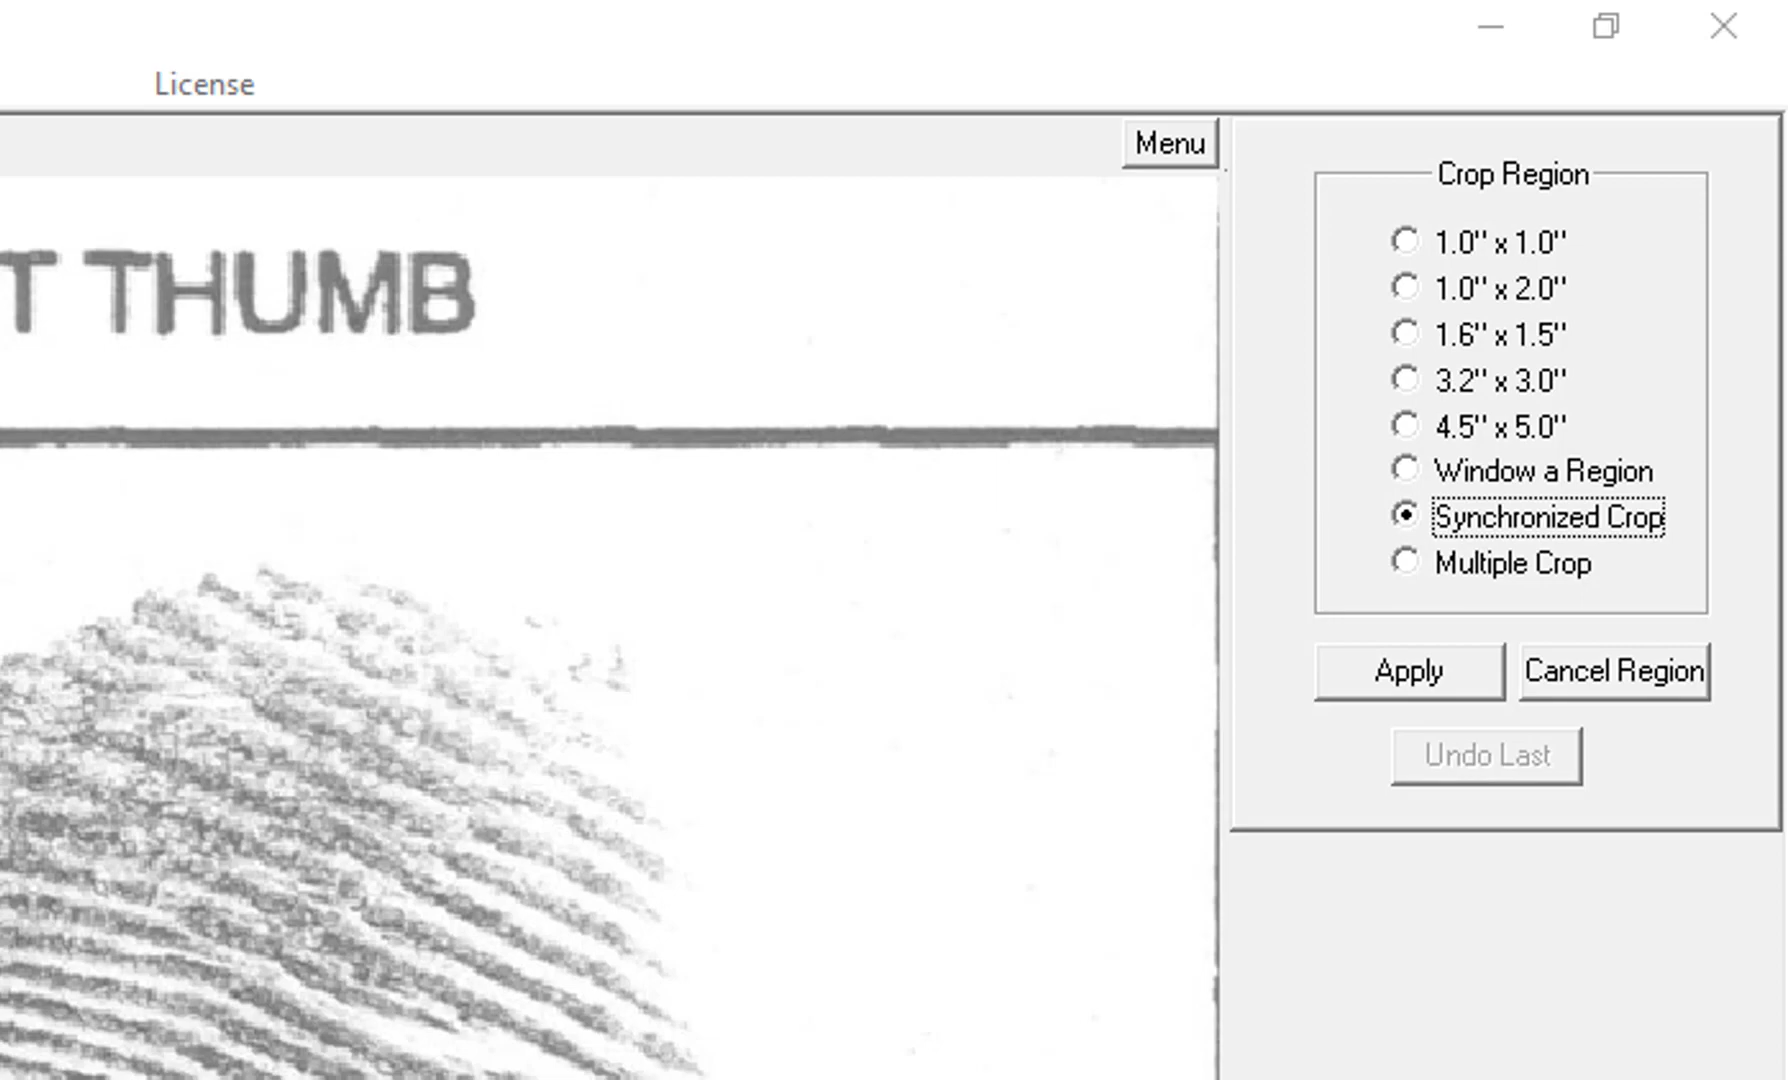 License
Menu
T THUMB
Crop Region
1.0" x 1.0"
1.0" x 2.0"
1.6" x 1.5"
3.2" x 3.0"
4.5" x 5.0"
Window a Region
Synchronized Crop
Multiple Crop
Apply
Cancel Region
Undo Last